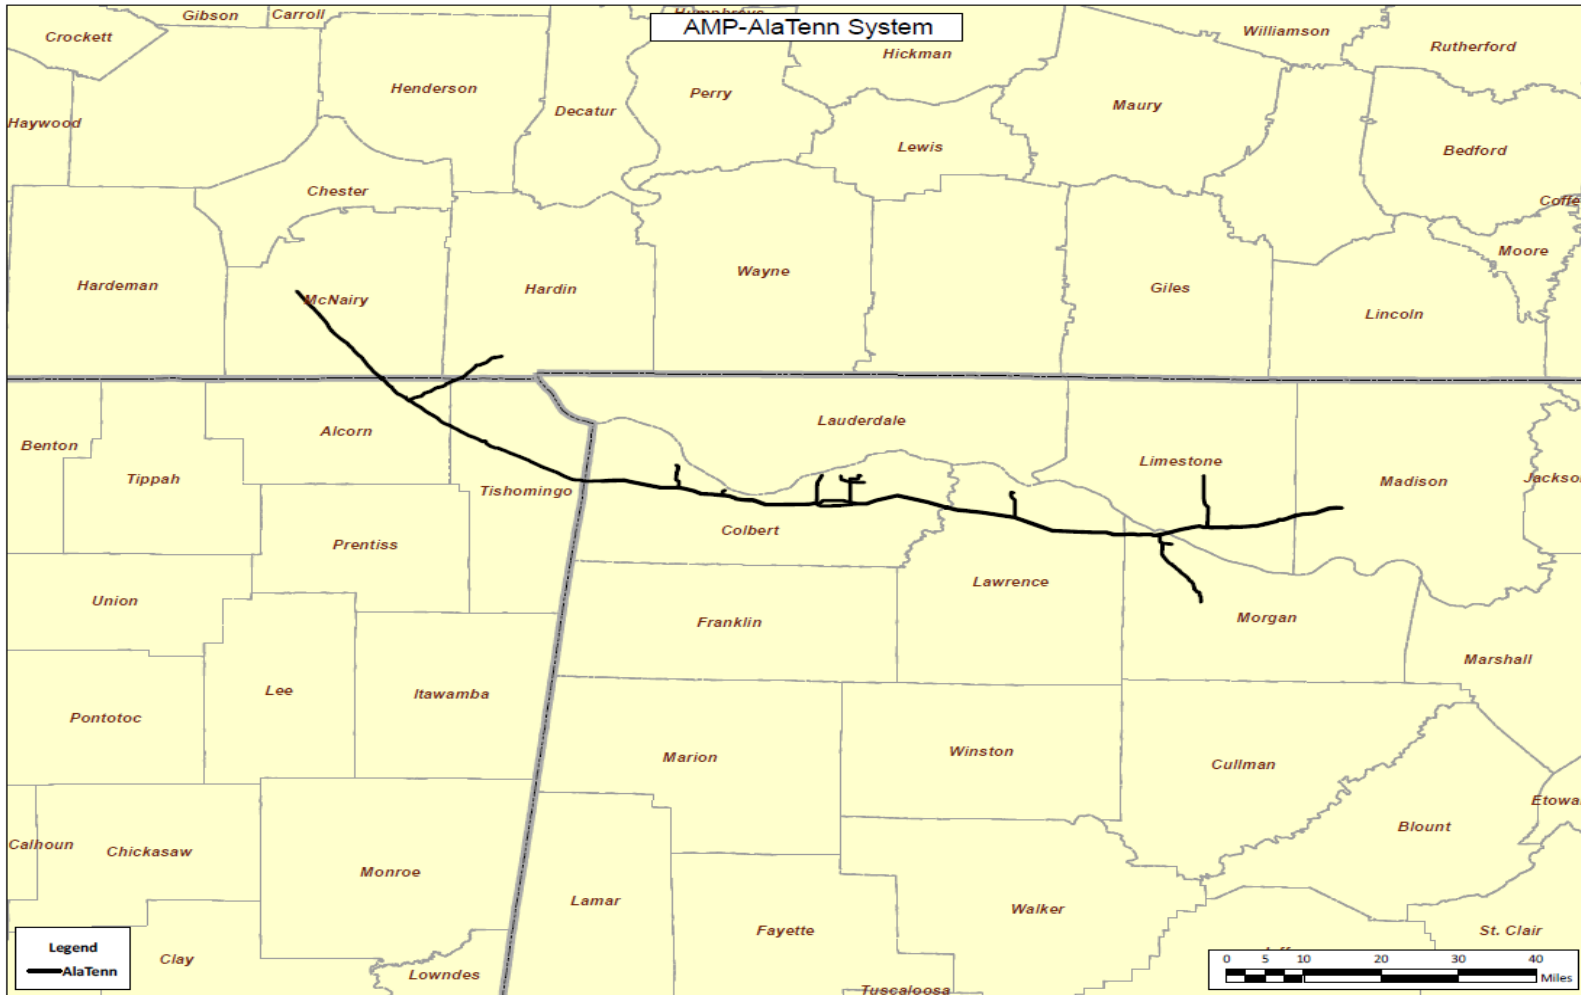 Gibson
Carroll
AMP-AlaTenn System
Crockett
Williamson
Rutherford
Hickman
Henderson
Perry
Maury
Decatur
Haywood
Lewis
Bedford
Chester
Moore
Wayne
Hardeman
Hardin
Giles
McNairy
Lincoln
Lauderdale
Alcorn
Benton
Limestone
Tippah
Madison
Tishomingo
Colbert
Prentiss
Lawrence
Union
Franklin
Morgan
Marshall
Lee
Itawamba
Pontotoc
Winston
Marion
Cullman
Blount
Calhoun
Chickasaw
Monroe
Lamar
Walker
Fayette
St. Clair
Legend
AlaTenn
Clay
Lowndes
0 5 10 20 30 40
Miles
Tuscaloosa